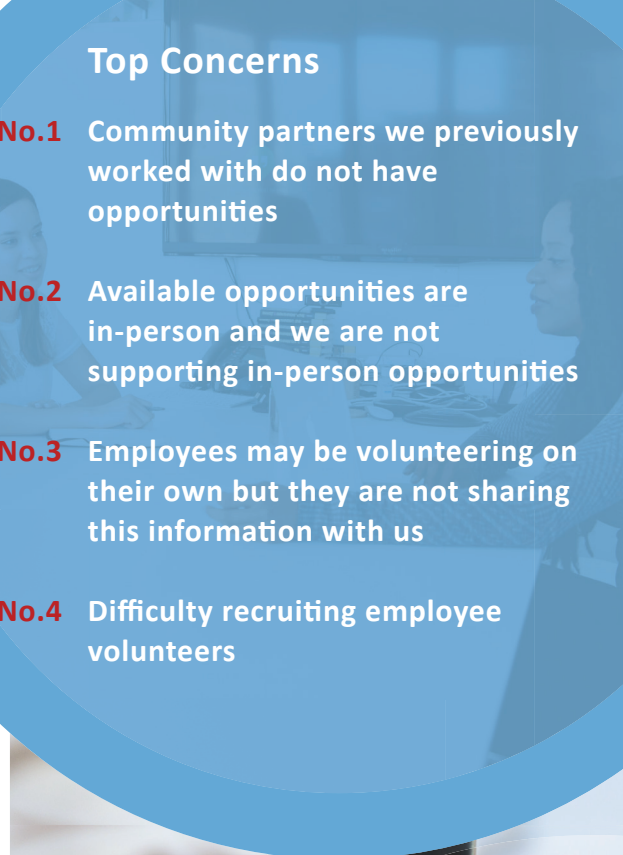 Top Concerns
No.1 Community partners we previously
worked with do not have
opportunities
No.2 Available opportunities are
in-person and we are not
supporting in-person opportunities
No.3 Employees may be volunteering on
their own but they are not sharing
this information with us
No.4 Difficulty recruiting employee
volunteers